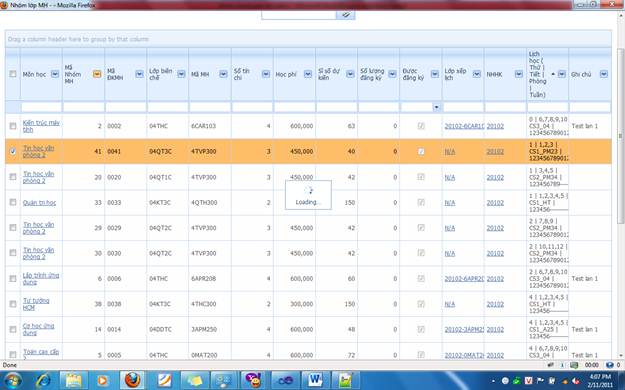 Nhóm lớp MH - - Mozilla Firefox
Drag a column header here to group by that column
Môn học Mã Nhóm MH Mã ĐKMH Lớp biên chế Mã MH Số tín chỉ Học phí Sĩ số dự kiến Số lượng đăng ký Được đăng ký Lớp xếp lịch NHHK Lịch học ( Thứ | Tiết | Phòng | Tuần) Ghi chú
Kiến trúc máy tính 2 0002 04THC 6CAR103 4 600,000 63 0 20102-6CAR10 20102 0 | 6,7,8,9,10 CS3_04 | 123456789012 Test lan 1
Tin học văn phòng 2 41 0041 04QT3C 4TVP300 3 450,000 40 0 N/A 20102 1 | 1,2,3 | CS1_PM23 | 123456789012
Tin học văn phòng 2 20 0020 04QT1C 4TVP300 3 450,000 42 0 N/A 20102 1 | 3,4,5 | CS2_PM34 | 12345678------
Quản trị học 33 0033 04KT3C 4QTH300 2 150 0 N/A 20102 1 | 1,2,3,4,5 | CS1_HT | 123456------
Tin học văn phòng 2 29 0029 04QT2C 4TVP300 3 450,000 42 0 N/A 20102 2 | 7,8,9 | CS2_PM34 | 123456789012
Tin học văn phòng 2 30 0030 04QT2C 4TVP300 3 450,000 42 0 N/A 20102 2 | 10,11,12 | CS2_PM34 | 123456789012
Lập trình ứng dụng 6 0006 04THC 6APR208 4 600,000 58 0 20102-6APR20 20102 2 | 6,7,8,9,10 CS3_04 | 123456789012 Test lan 1
Tư tưởng HCM 38 0038 04KT3C 4THC300 2 300,000 150 0 N/A 20102 4 | 1,2,3,4,5 | CS1_HT | 123456------
Cơ học ứng dụng 14 0014 04DDTC 3APM250 4 600,000 48 0 20102-3APM25 20102 4 | 1,2,3,4,5 | CS1_A25 | 123456789012 Test lan 1
Toán cao cấp 5 0005 04THC 0MAT200 4 600,000 72 0 20102-0MAT20 20102 4 | 6,7,8,9,10 CS3_04 | Test lan 1
Loading...
Done 00:00 0
4:07 PM
2/11/2011